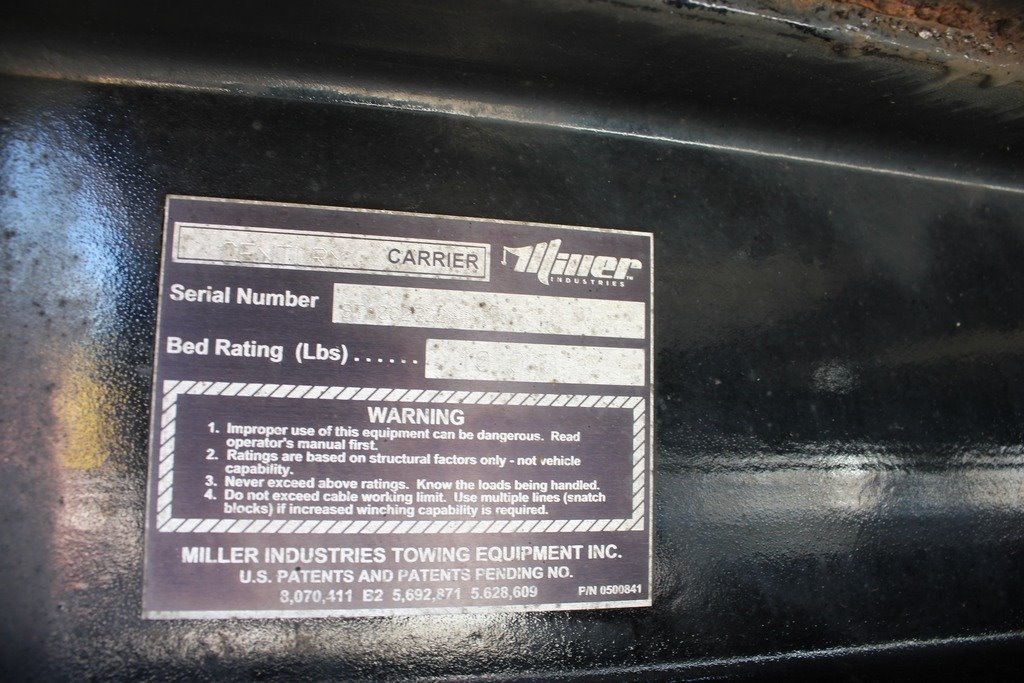 CARRIER
Miller
INDUSTRIES
Serial Number
Bed Rating (Lbs)......
WARNING
1. Improper use of this equipment can be dangerous. Read
operator's manual first.
2. Ratings are based on structural factors only - not vehicle
capability.
3. Never exceed above ratings. Know the loads being handled.
4. Do not exceed cable working limit. Use multiple lines (snatch
blocks) if increased winching capability is required.
MILLER INDUSTRIES TOWING EQUIPMENT INC.
U.S. PATENTS AND PATENTS PENDING NO.
E2 5,692,871 5,628,609
P/N 0500841